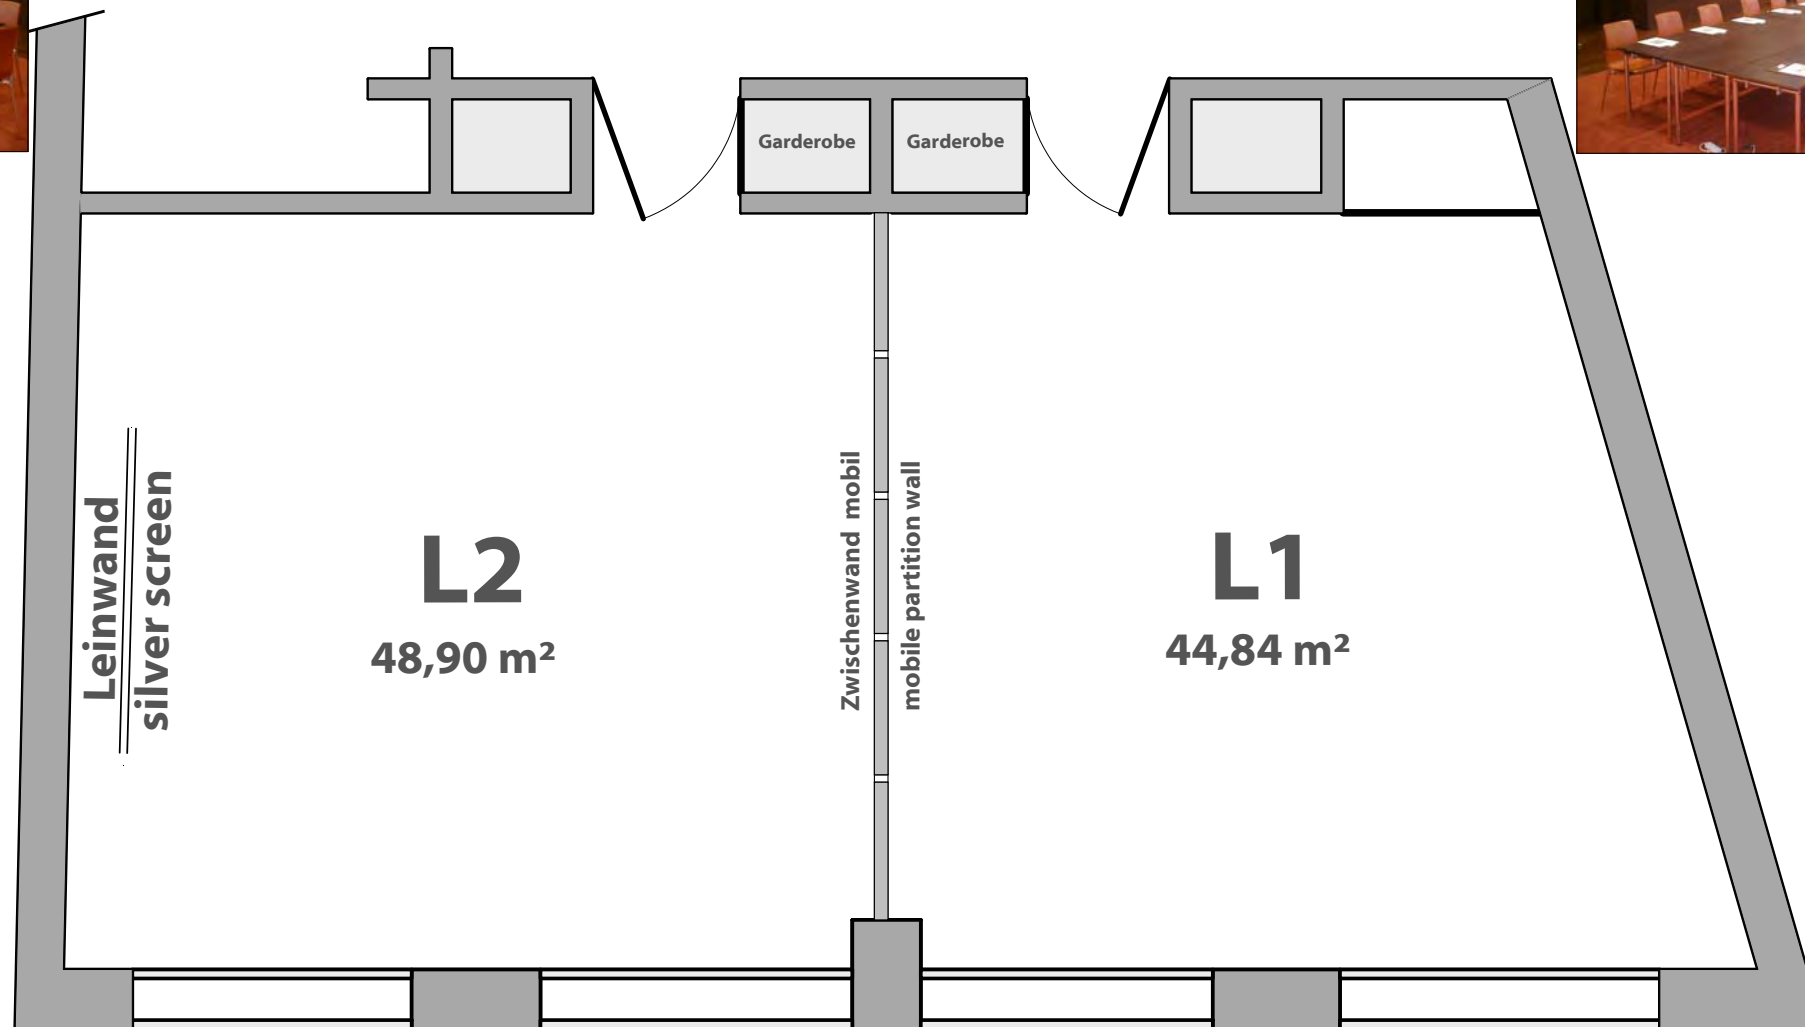 Garderobe
Garderobe
Leinwand
silver screen
L2
48,90 m²
Zwischenwand mobil
mobile partition wall
L1
44,84 m²